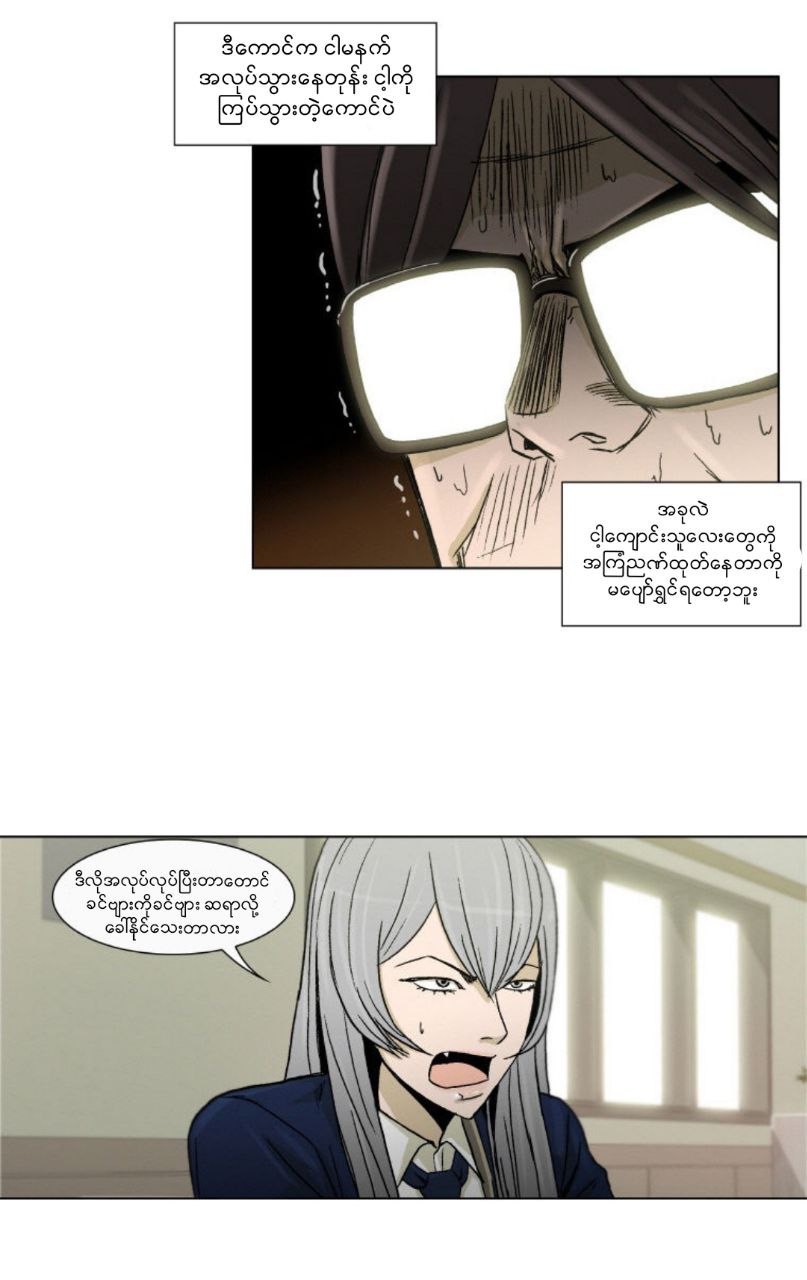 ဒီကောင်က ငါမနက်
အလုပ်သွားနေတုန်း ငါ့ကို
ကြပ်သွားတဲ့ကောင်ပဲ
အခုလဲ
ငါ့ကျောင်းသူလေးတွေကို
အကြံညဏ်ထုတ်နေတာကို
မပျော်ရွှင်ရတော့ဘူး
ဒီလိုအလုပ်လုပ်ပြီးတာတောင်
ခင်ဗျားကိုခင်ဗျား ဆရာလို့
ခေါ်နိုင်သေးတာလား